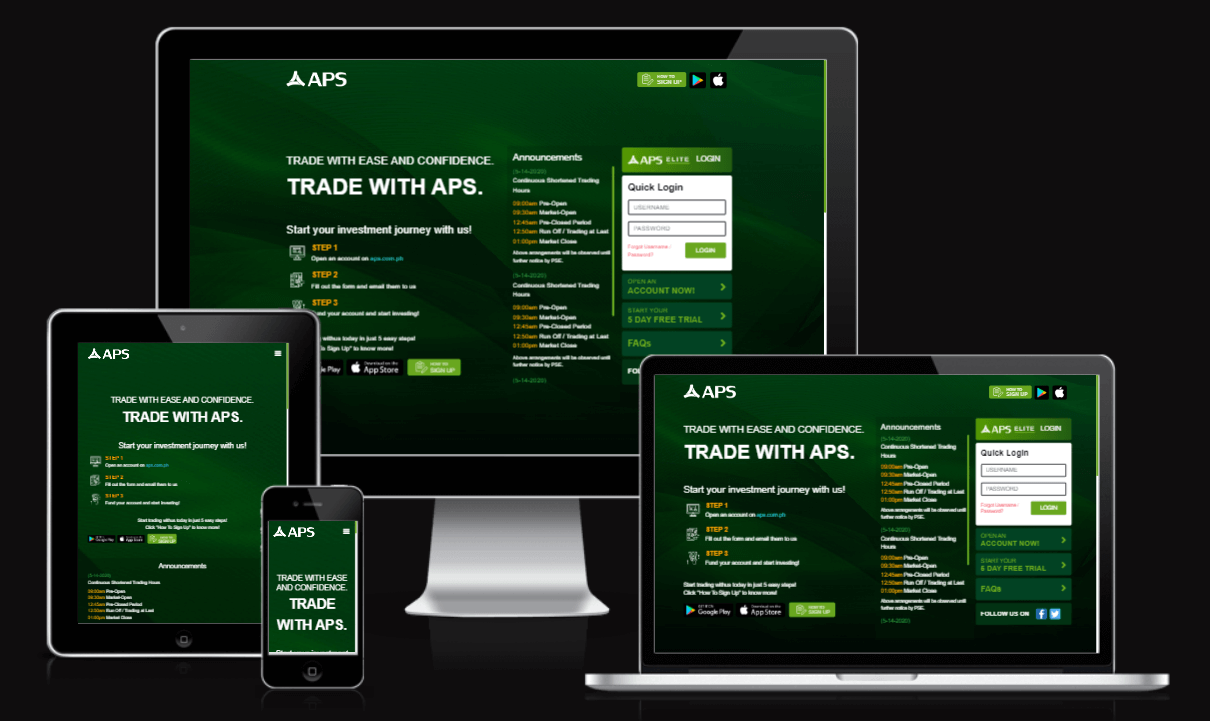 APS
HOW TO
SIGN UP
TRADE WITH EASE AND CONFIDENCE.
TRADE WITH APS.
Start your investment journey with us!
STEP 1
Open an account on aps.com.ph
STEP 2
Fill out the form and email them to us
STEP 3
und your account and start investing!
withus today in just 5 easy steps!
To Sign Up" to know more!
Play
Download on the
App Store
HOW TO
SIGN UP
Announcements
(5-14-2020)
Continuous Shortened Trading
Hours
09:00am Pre-Open
09:30am Market-Open
12:45am Pre-Closed Period
12:50am Run Off / Trading at Last
01:00pm Market Close
Above arrangements will be observed until
further notice by PSE.
(5-14-2020)
Continuous Shortened Trading
Hours
09:00am Pre-Open
09:30am Market-Open
12:45am Pre-Closed Period
12:50am Run Off / Trading at Last
01:00pm Market Close
Above arrangements will be observed until
further notice by PSE.
(5-14-2020)
APS ELITE LOGIN
Quick Login
USERNAME
PASSWORD
Forgot Username /
Password?
LOGIN
OPEN AN
ACCOUNT NOW!
START YOUR
5 DAY FREE TRIAL
FAQs
FOL
APS
TRADE WITH EASE AND CONFIDENCE.
TRADE WITH APS.
Start your investment journey with us!
STEP 1
Open an account on aps.com.ph
STEP 2
Fill out the form and email them to us
STEP 3
Fund your account and start investing!
Start trading withus today in just 5 easy steps!
Click "How To Sign Up" to know more!
Google Play
App Store
HOW TO
SIGN UP
Announcements
(5-14-2020)
Continuous Shortened Trading Hours
09:00am Pre-Open
09:30am Market-Open
12:45am Pre-Closed Period
12:50am Run Off / Trading at Last
01:00pm Market Close
APS
TRADE WITH EASE
AND CONFIDENCE.
TRADE
WITH APS.
Start your investment
APS
HOW TO
SIGN UP
TRADE WITH EASE AND CONFIDENCE.
TRADE WITH APS.
Start your investment journey with us!
STEP 1
Open an account on aps.com.ph
STEP 2
Fill out the form and email them to us
STEP 3
Fund your account and start investing!
Start trading withus today in just 5 easy steps!
Click "How To Sign Up" to know more!
GET IT ON
Google Play
Download on the
App Store
HOW TO
SIGN UP
Announcements
(5-14-2020)
Continuous Shortened Trading
Hours
09:00am Pre-Open
09:30am Market-Open
12:45am Pre-Closed Period
12:50am Run Off / Trading at Last
01:00pm Market Close
Above arrangements will be observed until
further notice by PSE.
(5-14-2020)
Continuous Shortened Trading
Hours
09:00am Pre-Open
09:30am Market-Open
12:45am Pre-Closed Period
12:50am Run Off / Trading at Last
01:00pm Market Close
Above arrangements will be observed until
further notice by PSE.
(5-14-2020)
APS ELITE LOGIN
Quick Login
USERNAME
PASSWORD
Forgot Username /
Password?
LOGIN
OPEN AN
ACCOUNT NOW!
START YOUR
5 DAY FREE TRIAL
FAQs
FOLLOW US ON